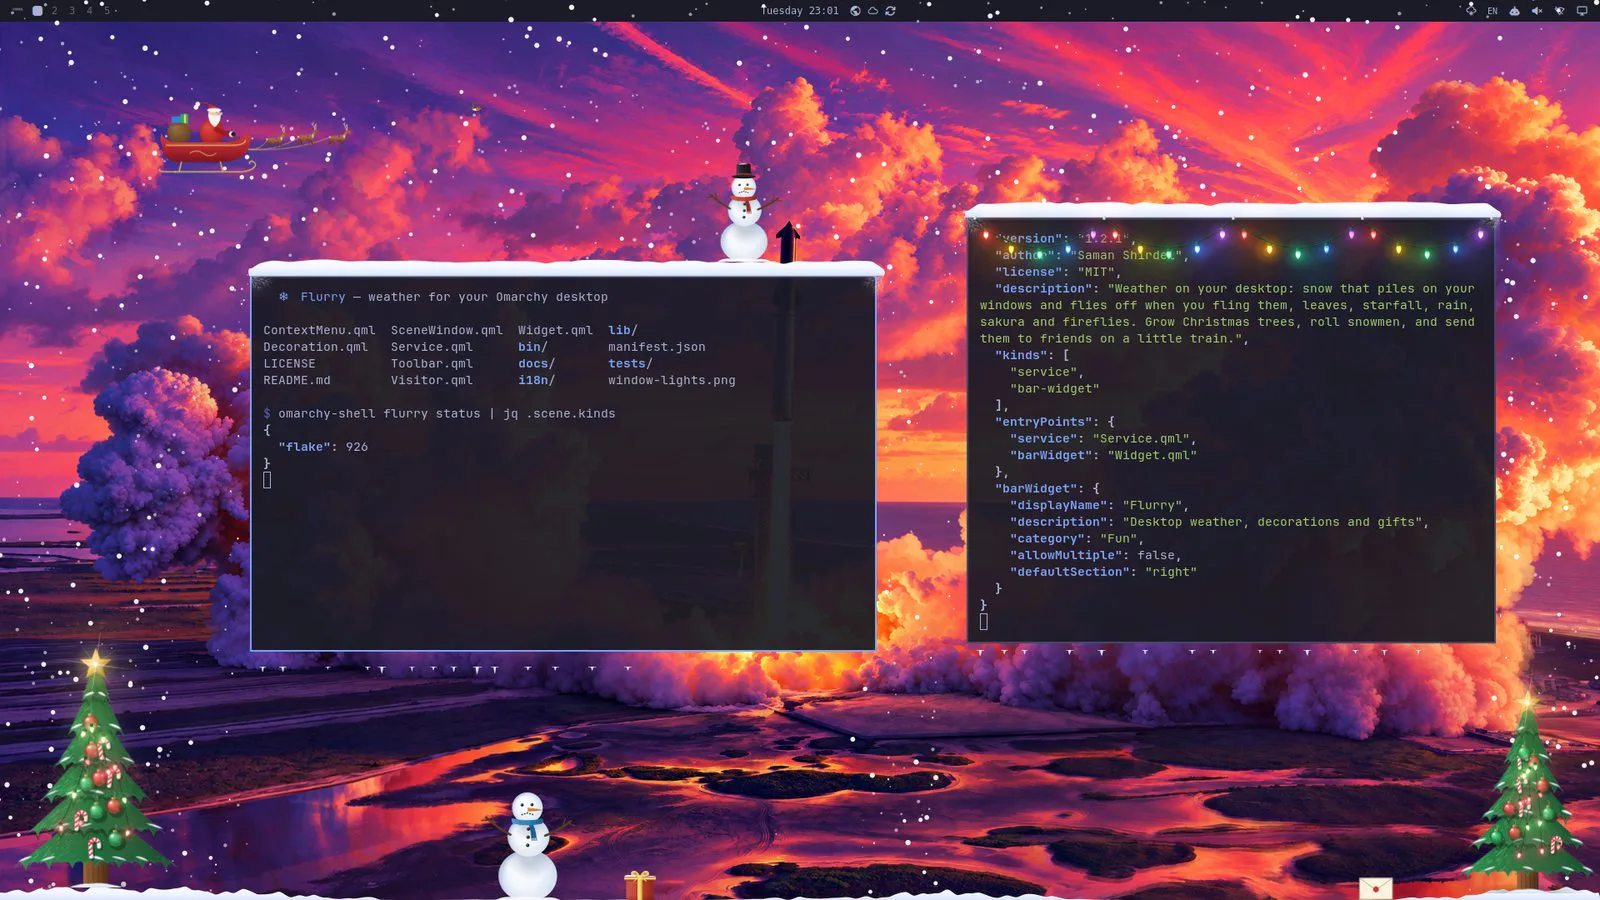 2 3 4 5
Tuesday 23:01
EN
❄ Flurry — weather for your Omarchy desktop
ContextMenu.qml SceneWindow.qml Widget.qml lib/
Decoration.qml Service.qml bin/ manifest.json
LICENSE Toolbar.qml docs/ tests/
README.md Visitor.qml i18n/ window-lights.png
$ omarchy-shell flurry status | jq .scene.kinds
{
"flake": 926
}
"version": "1.2.1",
"author": "Saman Shirdel",
"license": "MIT",
"description": "Weather on your desktop: snow that piles on your
windows and flies off when you fling them, leaves, starfall, rain,
sakura and fireflies. Grow Christmas trees, roll snowmen, and send
them to friends on a little train.",
"kinds": [
"service",
"bar-widget"
],
"entryPoints": {
"service": "Service.qml",
"barWidget": "Widget.qml"
},
"barWidget": {
"displayName": "Flurry",
"description": "Desktop weather, decorations and gifts",
"category": "Fun",
"allowMultiple": false,
"defaultSection": "right"
}
}